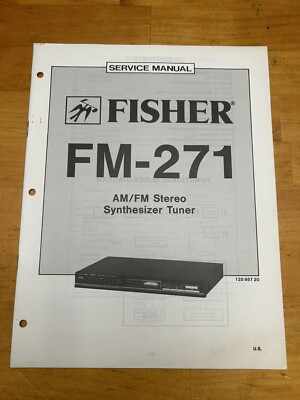 SERVICE MANUAL
FISHER®
FM-271
AM/FM Stereo
Synthesizer Tuner
U.S.